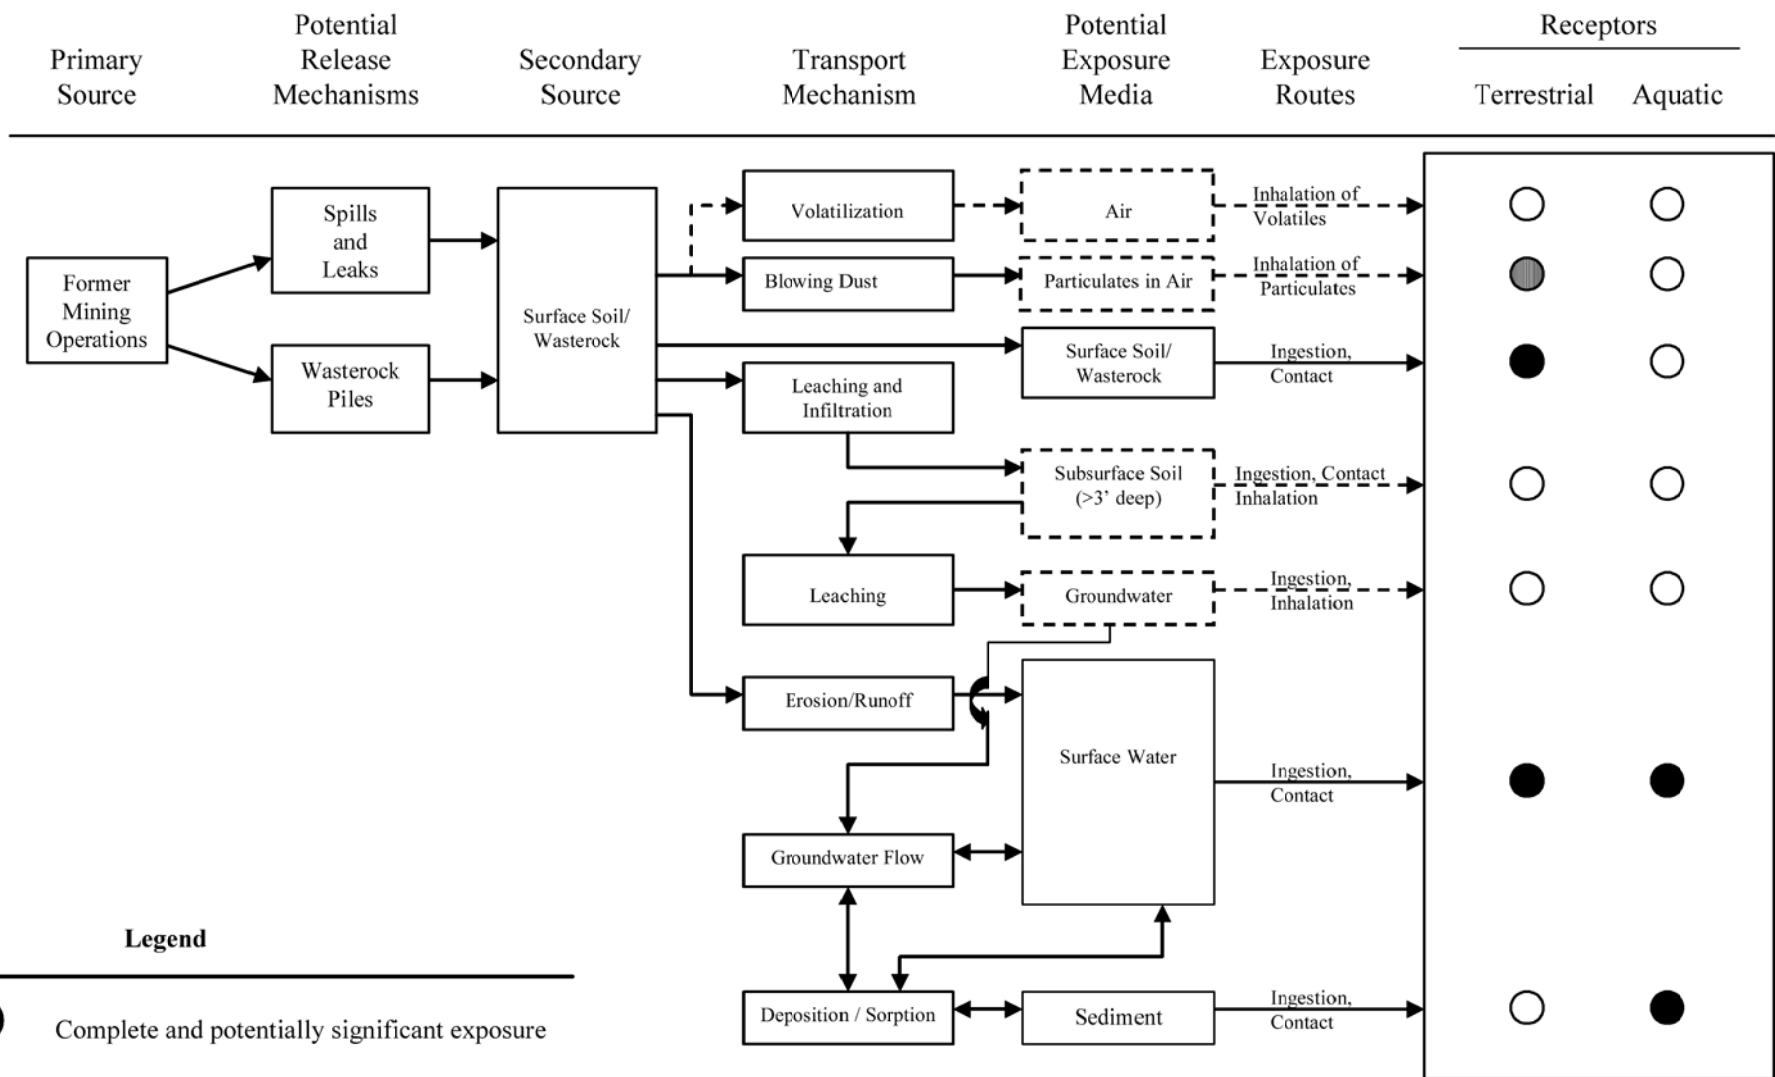 Primary
Source
Potential
Release
Mechanisms
Secondary
Source
Transport
Mechanism
Potential
Exposure
Media
Exposure
Routes
Receptors
Terrestrial
Aquatic
Former
Mining
Operations
Spills
and
Leaks
Wasterock
Piles
Surface Soil/
Wasterock
Volatilization
Air
Inhalation of
Volatiles
Blowing Dust
Particulates in Air
Inhalation of
Particulates
Surface Soil/
Wasterock
Ingestion,
Contact
Leaching and
Infiltration
Subsurface Soil
(>3’ deep)
Ingestion, Contact
Inhalation
Leaching
Groundwater
Ingestion,
Inhalation
Erosion/Runoff
Surface Water
Ingestion,
Contact
Groundwater Flow
Deposition / Sorption
Sediment
Ingestion,
Contact
Legend
Complete and potentially significant exposure